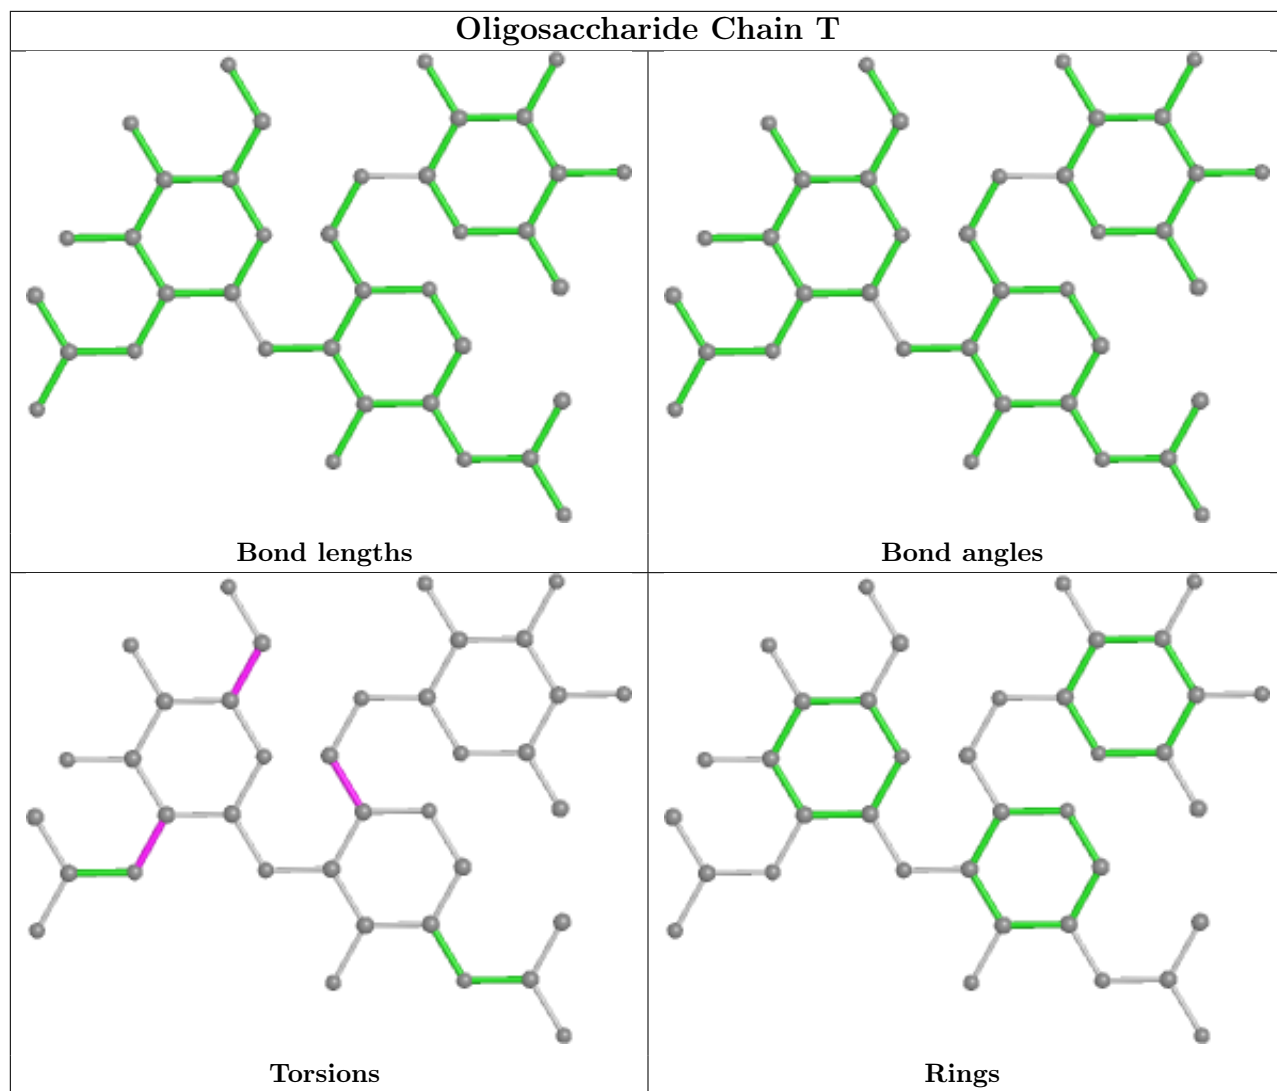 Oligosaccharide Chain T
Bond lengths
Bond angles
Torsions
Rings